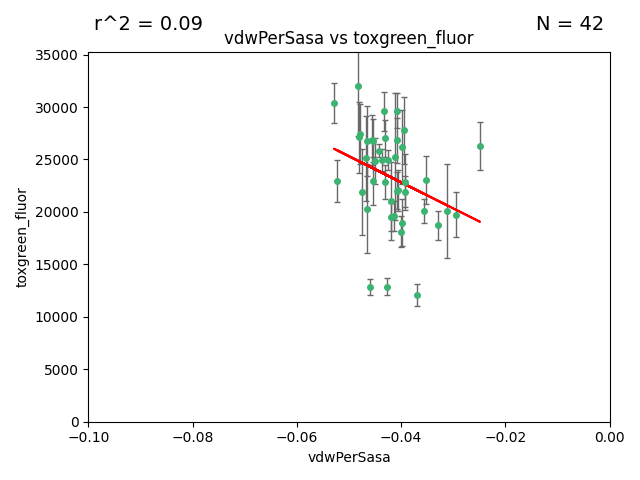 r^2 = 0.09
N = 42
vdwPerSasa vs toxgreen_fluor
35000
30000
25000
20000
15000
10000
5000
0
toxgreen_fluor
−0.10
−0.08
−0.06
−0.04
−0.02
0.00
vdwPerSasa